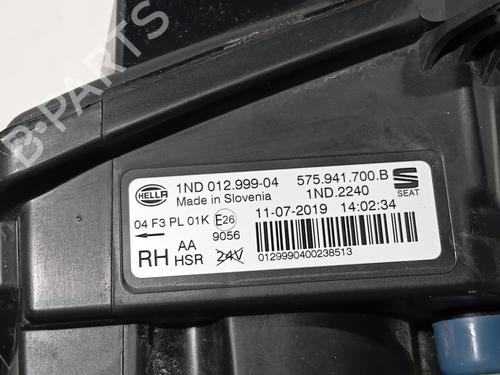 B-PARTS
HELLA
1ND 012.999-04 575.941.700.B
Made in Slovenia 1ND.2240
SEAT
04 F3 PL 01K E26 11-07-2019 14:02:34
AA 9056
RH HSR 24V
0129990400238513